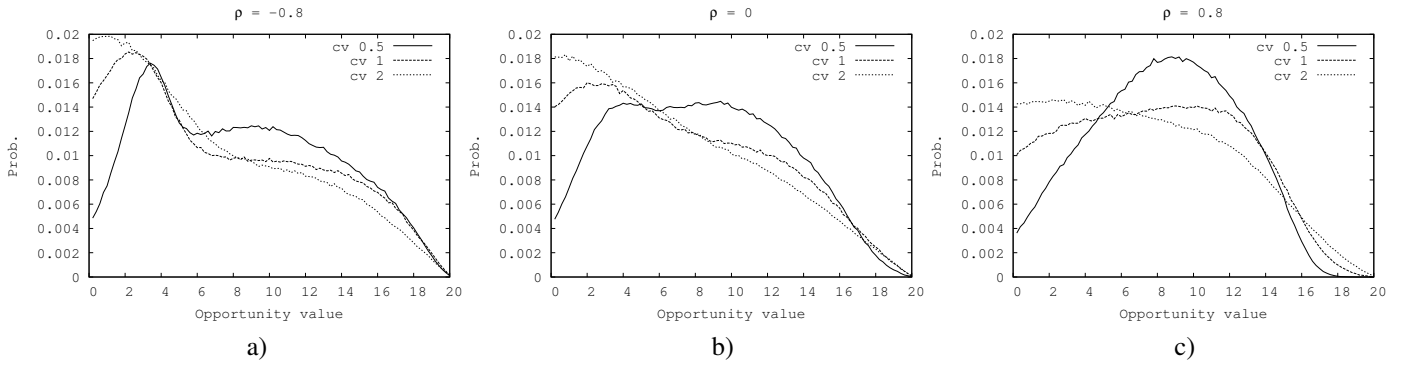 ρ = −0.8
0.02
0.018
0.016
0.014
0.012
0.01
0.008
0.006
0.004
0.002
0
Prob.
cv 0.5
cv 1
cv 2
0 2 4 6 8 10 12 14 16 18 20
Opportunity value
a)
ρ = 0
0.02
0.018
0.016
0.014
0.012
0.01
0.008
0.006
0.004
0.002
0
Prob.
cv 0.5
cv 1
cv 2
0 2 4 6 8 10 12 14 16 18 20
Opportunity value
b)
ρ = 0.8
0.02
0.018
0.016
0.014
0.012
0.01
0.008
0.006
0.004
0.002
0
Prob.
cv 0.5
cv 1
cv 2
0 2 4 6 8 10 12 14 16 18 20
Opportunity value
c)